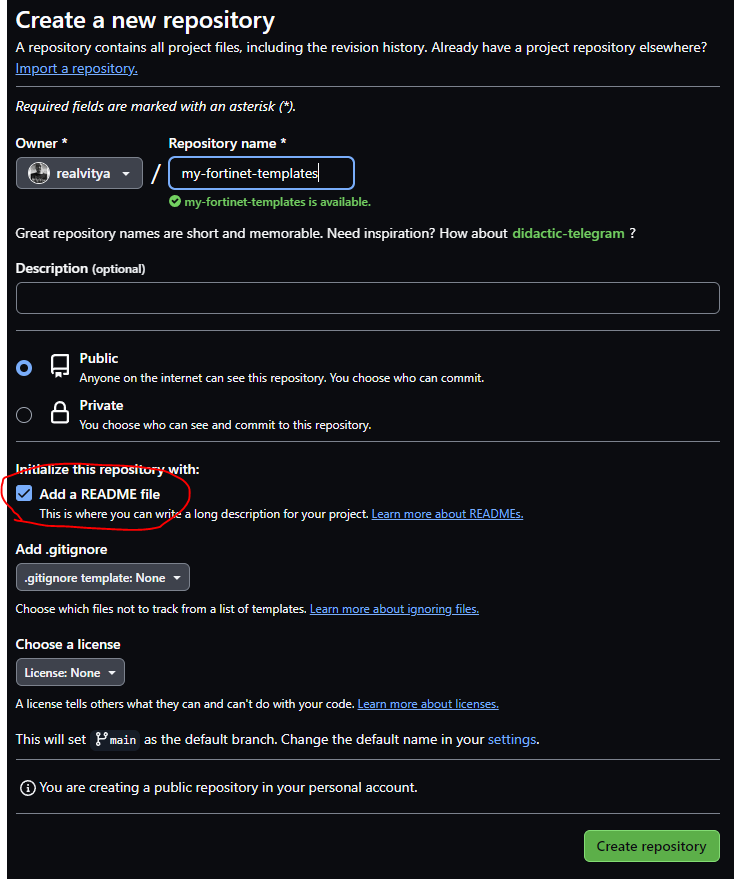 Create a new repository
A repository contains all project files, including the revision history. Already have a project repository elsewhere?
Import a repository.
Required fields are marked with an asterisk (*).
Owner *
Repository name *
realvitya
/
my-fortinet-templates
my-fortinet-templates is available.
Great repository names are short and memorable. Need inspiration? How about didactic-telegram ?
Description (optional)
Public
Anyone on the internet can see this repository. You choose who can commit.
Private
You choose who can see and commit to this repository.
Initialize this repository with:
Add a README file
This is where you can write a long description for your project. Learn more about READMEs.
Add .gitignore
.gitignore template: None
Choose which files not to track from a list of templates. Learn more about ignoring files.
Choose a license
License: None
A license tells others what they can and can't do with your code. Learn more about licenses.
This will set main as the default branch. Change the default name in your settings.
You are creating a public repository in your personal account.
Create repository